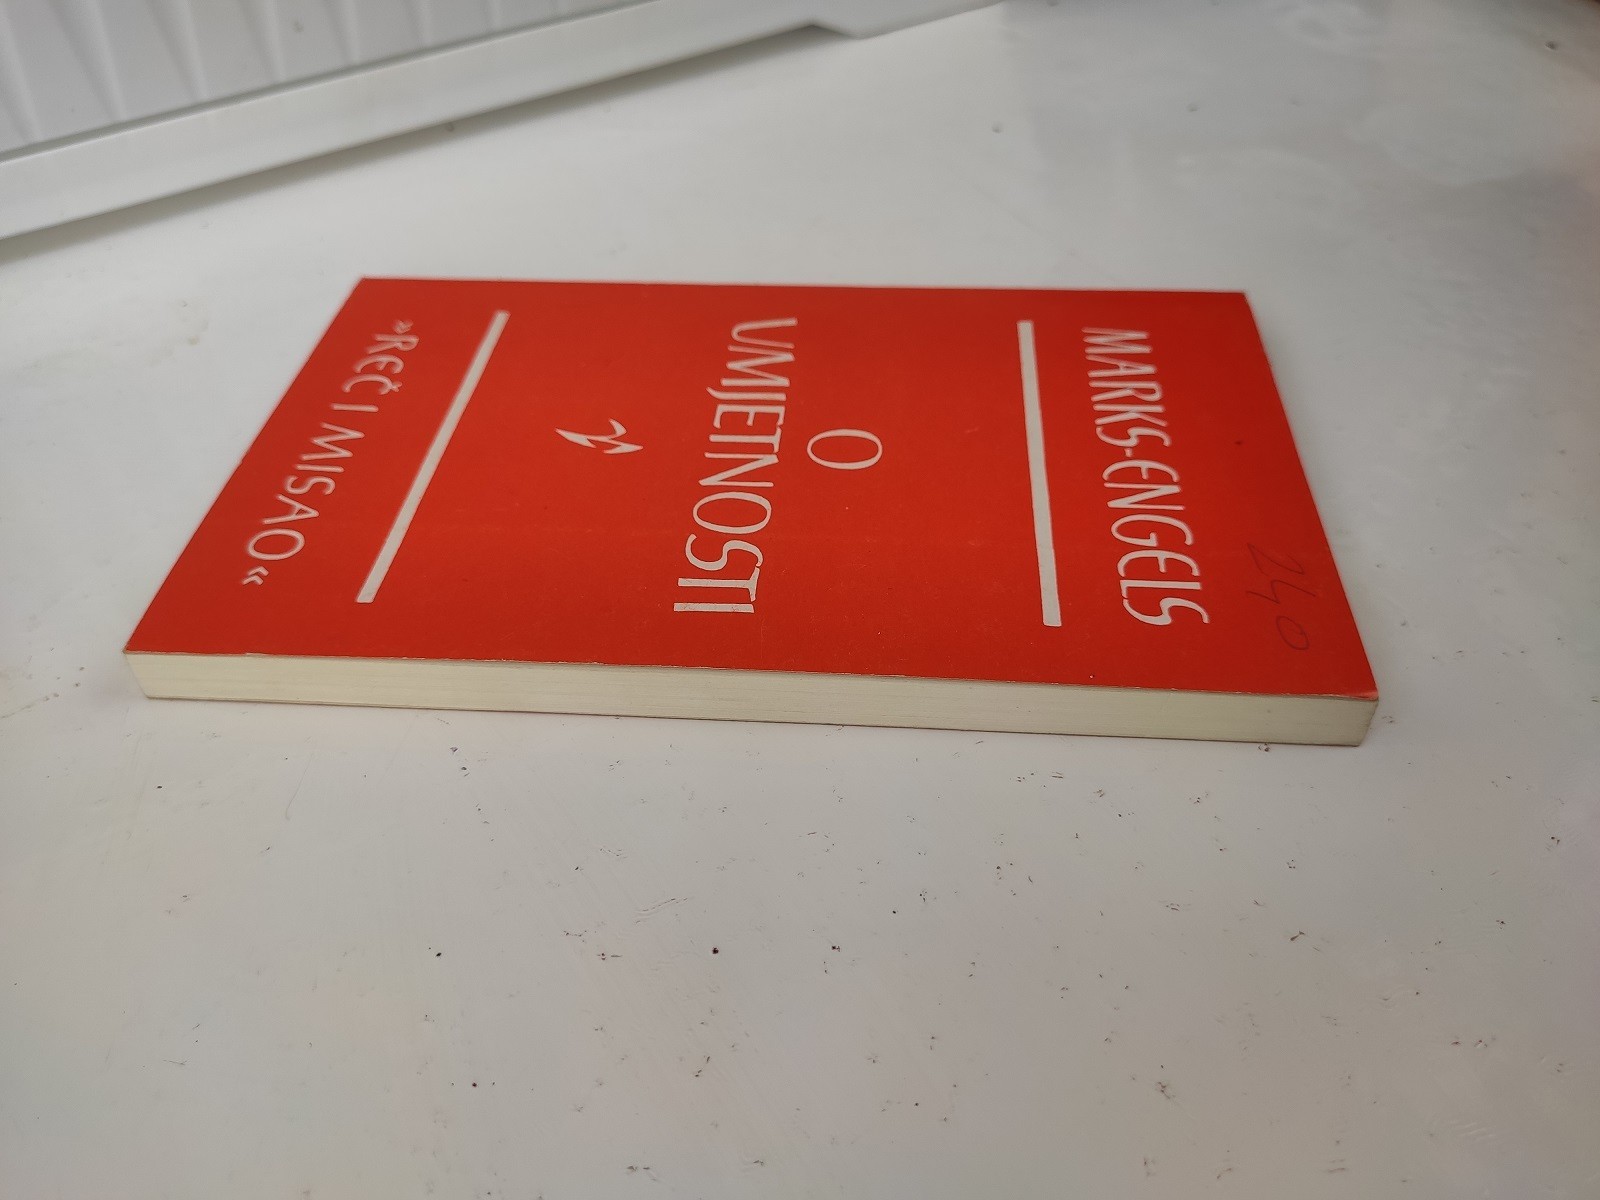 240
MARKS-ENGELS
O
UMJETNOSTI
»REČ I MISAO«